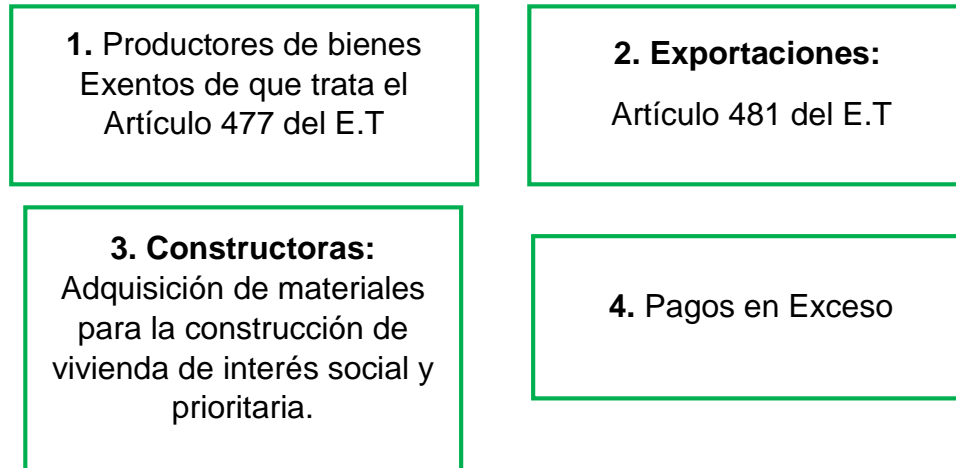 1. Productores de bienes
Exentos de que trata el
Artículo 477 del E.T
2. Exportaciones:
Artículo 481 del E.T
3. Constructoras:
Adquisición de materiales
para la construcción de
vivienda de interés social y
prioritaria.
4. Pagos en Exceso